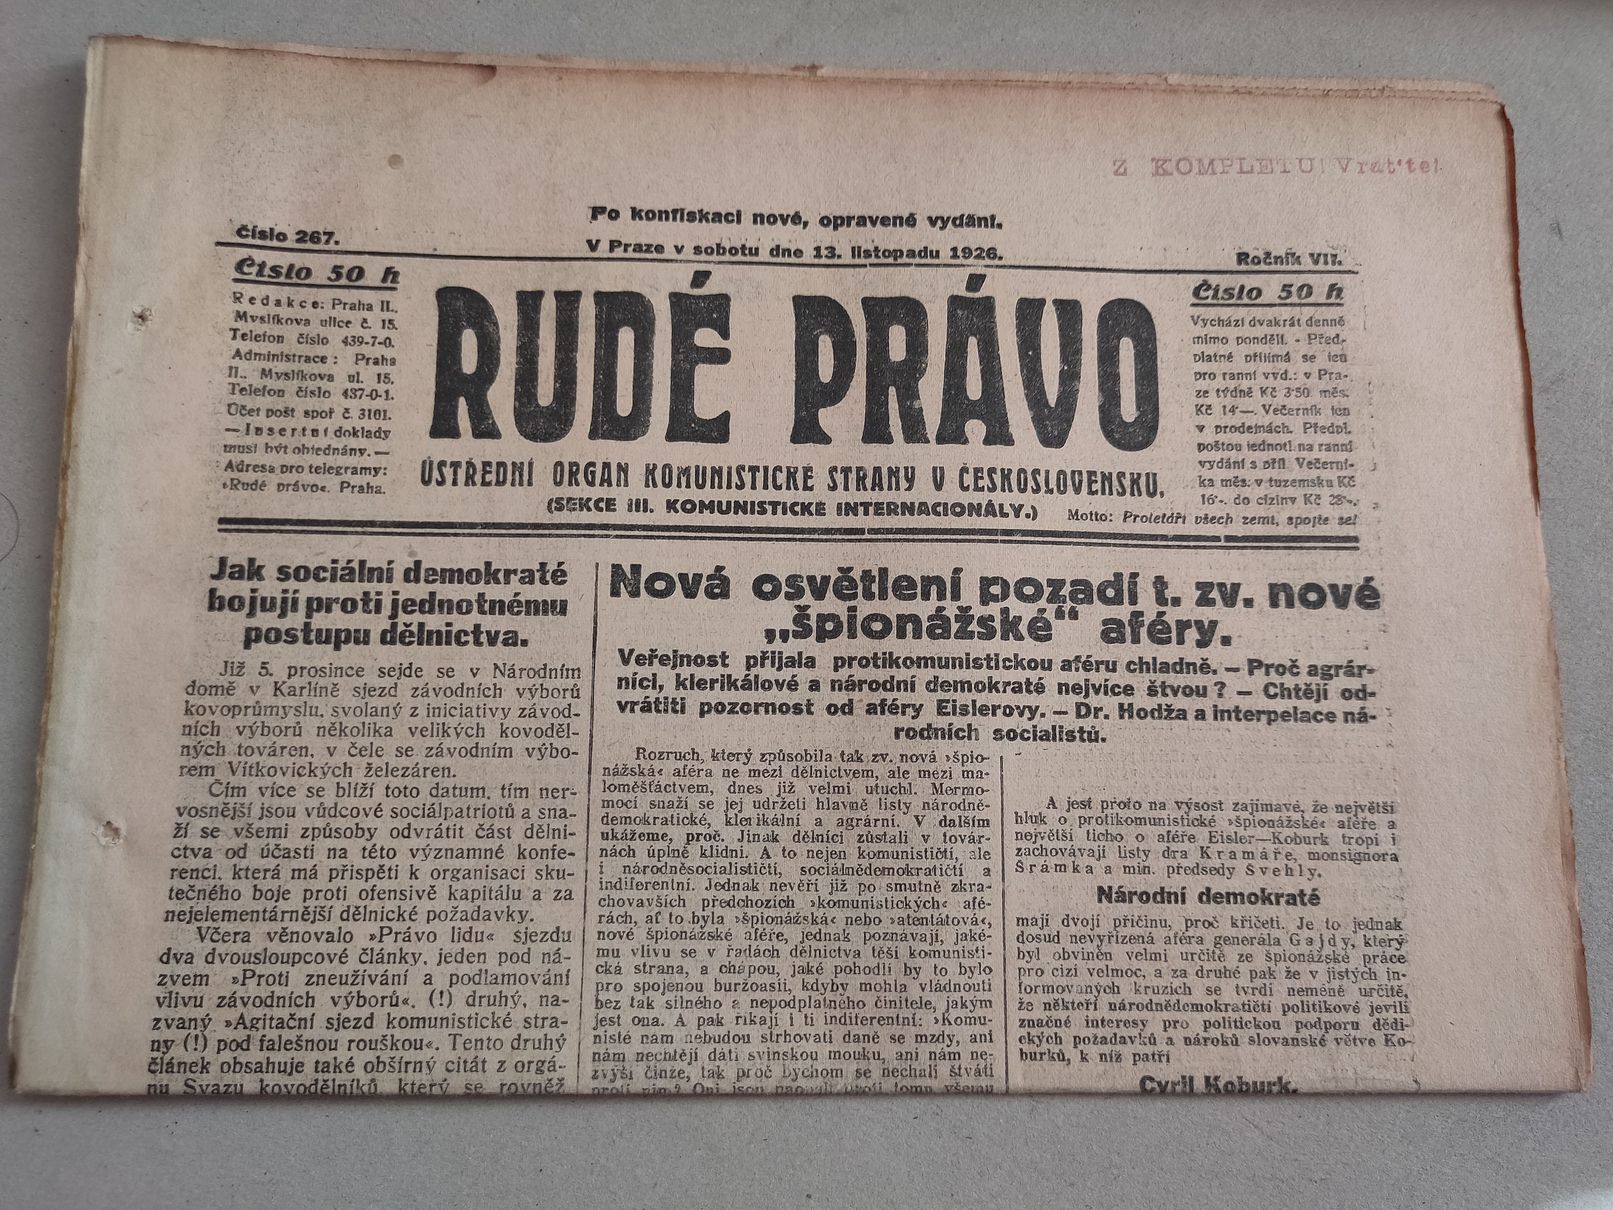 Z KOMPLETU! Vraťte!
Po konfiskaci nové, opravené vydání.
Číslo 267.
V Praze v sobotu dne 13. listopadu 1926.
Ročník VII.
Číslo 50 h
Redakce: Praha II.,
Myslíkova ulice č. 15.
Telefon číslo 439-7-0.
Administrace: Praha
II., Myslíkova ul. 15.
Telefon číslo 437-0-1.
Účet pošt spoř č. 3101.
— Insertní doklady
musí být objednány. —
Adresa pro telegramy:
»Rudé právo«, Praha.
RUDÉ PRÁVO
ÚSTŘEDNÍ ORGÁN KOMUNISTICKÉ STRANY V ČESKOSLOVENSKU.
(SEKCE III. KOMUNISTICKÉ INTERNACIONÁLY.)
Motto: Proletáři všech zemí, spojte se!
Číslo 50 h
Vychází dvakrát denně
mimo pondělí. - Před-
platné přijímá se jen
pro ranní vyd.: v Pra-
ze týdně Kč 3·50 měs.
Kč 14—. Večerník jen
v prodejnách. Předpl.
poštou jednotl na ranní
vydání s příl. Večerní-
ka měs. v tuzemsku Kč
16-. do ciziny Kč 28-.
Jak sociální demokraté
bojují proti jednotnému
postupu dělnictva.
Již 5. prosince sejde se v Národním
domě v Karlíně sjezd závodních výborů
kovoprůmyslu, svolaný z iniciativy závod-
ních výborů několika velikých kovoděl-
ných továren, v čele se závodním výbo-
rem Vítkovických železáren.
Čím více se blíží toto datum, tím ner-
vosnější jsou vůdcové sociálpatriotů a sna-
ží se všemi způsoby odvrátit část dělni-
ctva od účasti na této významné konfe-
renci, která má přispěti k organisaci sku-
tečného boje proti ofensivě kapitálu a za
nejelementárnější dělnické požadavky.
Včera věnovalo »Právo lidu« sjezdu
dva dvousloupcové články, jeden pod ná-
zvem »Proti zneužívání a podlamování
vlivu závodních výborů«, (!) druhý, na-
zvaný »Agitační sjezd komunistické stra-
ny (!) pod falešnou rouškou«. Tento druhý
článek obsahuje také obšírný citát z orgá-
nu Svazu kovodělníků, který se rovněž
Nová osvětlení pozadí t. zv. nové
„špionážské“ aféry.
Veřejnost přijala protikomunistickou aféru chladně. — Proč agrár-
níci, klerikálové a národní demokraté nejvíce štvou? — Chtějí od-
vrátiti pozornost od aféry Eislerovy. — Dr. Hodža a interpelace ná-
rodních socialistů.
Rozruch, který způsobila tak zv. nová »špio-
nážská« aféra ne mezi dělnictvem, ale mezi ma-
loměšťáctvem, dnes již velmi utuchl. Mermo-
mocí snaží se jej udržeti hlavně listy národně-
demokratické, klerikální a agrární. V dalším
ukážeme, proč. Jinak dělníci zůstali v továr-
nách úplně klidni. A to nejen komunističtí, ale
i národněsocialističtí, sociálnědemokratičtí a
indiferentní. Jednak nevěří již po smutně zkra-
chovavších předchozích »komunistických« afé-
rách, ať to byla »špionážská« nebo »atentátová«,
nové špionážské aféře, jednak poznávají, jaké-
mu vlivu se v řadách dělnictva těší komunisti-
cká strana, a chápou, jaké pohodlí by to bylo
pro spojenou buržoasii, kdyby mohla vládnouti
bez tak silného a nepodplatného činitele, jakým
jest ona. A pak říkají i ti indiferentní: »Komu-
nisté nám nebudou strhovati daně se mzdy, ani
nám nechtějí dáti svinskou mouku, ani nám ne-
zvýší činže, tak proč bychom se nechali štváti
proti nim? Oni jsou naopak proti tomu všemu
A jest proto na výsost zajímavé, že největší
hluk o protikomunistické »špionážské« aféře a
největší ticho o aféře Eisler—Koburk tropí i
zachovávají listy dra Kramáře, monsignora
Šrámka a min. předsedy Švehly.
Národní demokraté
mají dvojí příčinu, proč křičeti. Je to jednak
dosud nevyřízená aféra generála Gajdy, který
byl obviněn velmi určitě ze špionážské práce
pro cizí velmoc, a za druhé pak že v jistých in-
formovaných kruzích se tvrdí neméně určitě,
že někteří národnědemokratičtí politikové jevili
značné interesy pro politickou podporu dědi-
ckých požadavků a nároků slovanské větve Ko-
burků, k níž patří
Cyril Koburk.